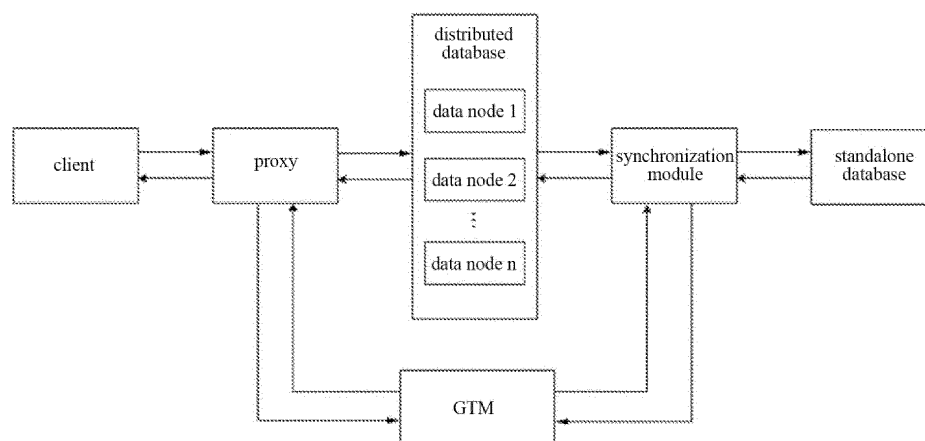 client
proxy
distributed
database
data node 1
data node 2
data node n
synchronization
module
standalone
database
GTM